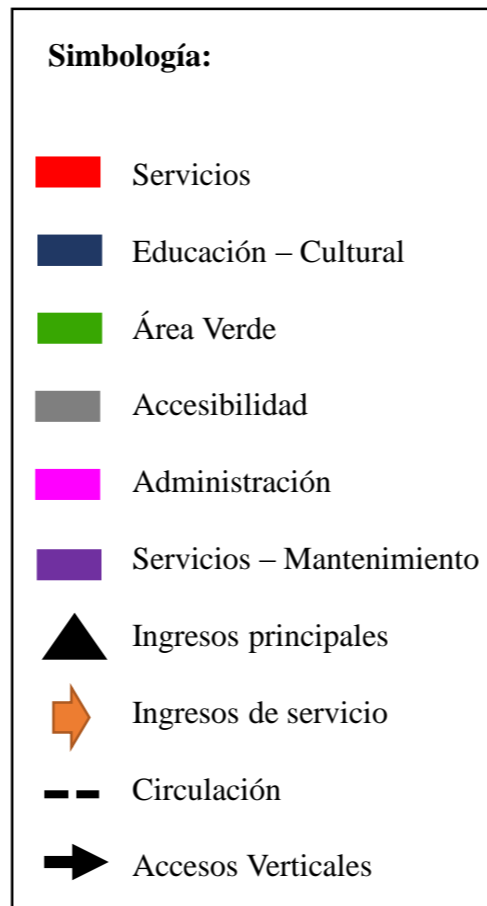 Simbología:
Servicios
Educación – Cultural
Área Verde
Accesibilidad
Administración
Servicios – Mantenimiento
Ingresos principales
Ingresos de servicio
Circulación
Accesos Verticales